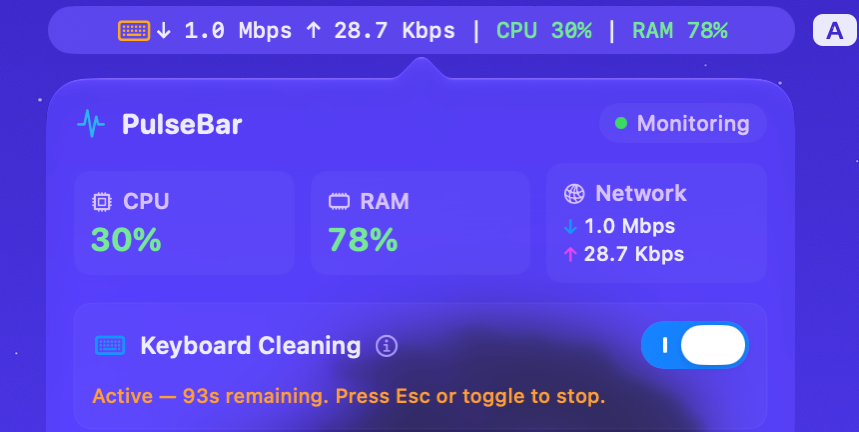 ↓ 1.0 Mbps ↑ 28.7 Kbps | CPU 30% | RAM 78%
A
PulseBar
Monitoring
CPU
30%
RAM
78%
Network
↓ 1.0 Mbps
↑ 28.7 Kbps
Keyboard Cleaning
Active — 93s remaining. Press Esc or toggle to stop.